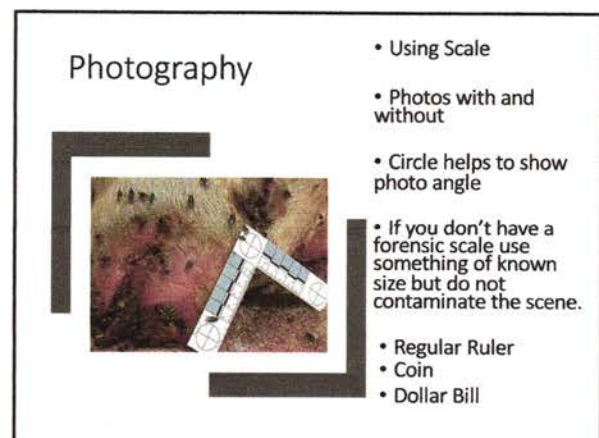 Photography
• Using Scale
• Photos with and
without
• Circle helps to show
photo angle
• If you don't have a
forensic scale use
something of known
size but do not
contaminate the scene.
• Regular Ruler
• Coin
• Dollar Bill